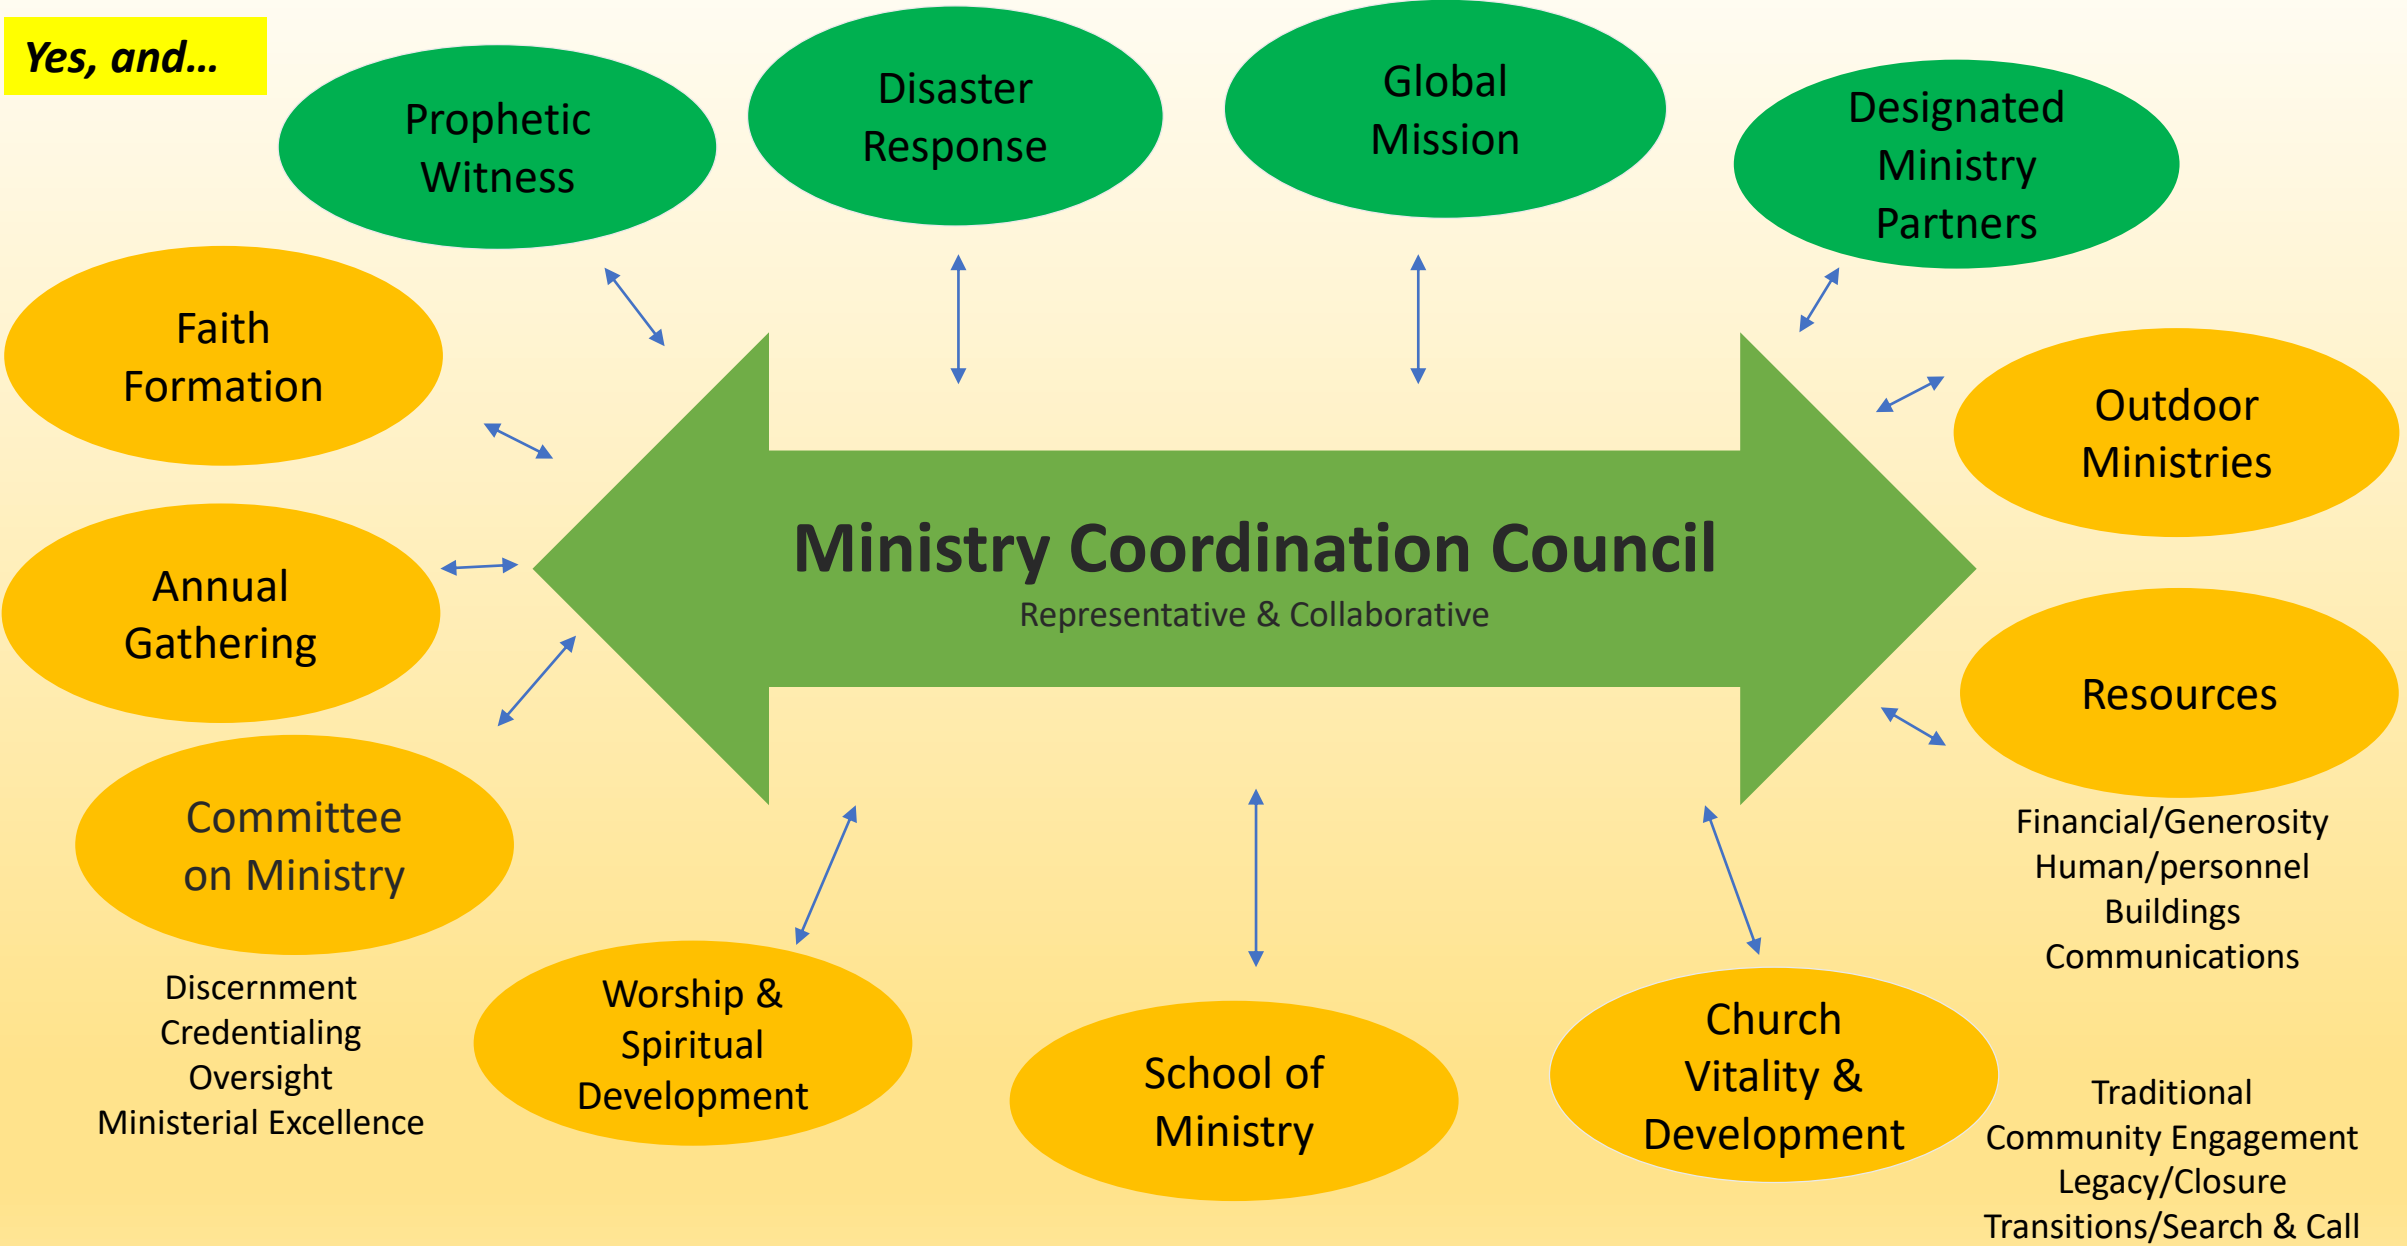 Yes, and...
Prophetic
Witness
Disaster
Response
Global
Mission
Designated
Ministry
Partners
Faith
Formation
Outdoor
Ministries
Ministry Coordination Council
Representative & Collaborative
Annual
Gathering
Resources
Financial/Generosity
Human/personnel
Buildings
Communications
Committee
on Ministry
Discernment
Credentialing
Oversight
Ministerial Excellence
Worship &
Spiritual
Development
School of
Ministry
Church
Vitality &
Development
Traditional
Community Engagement
Legacy/Closure
Transitions/Search & Call